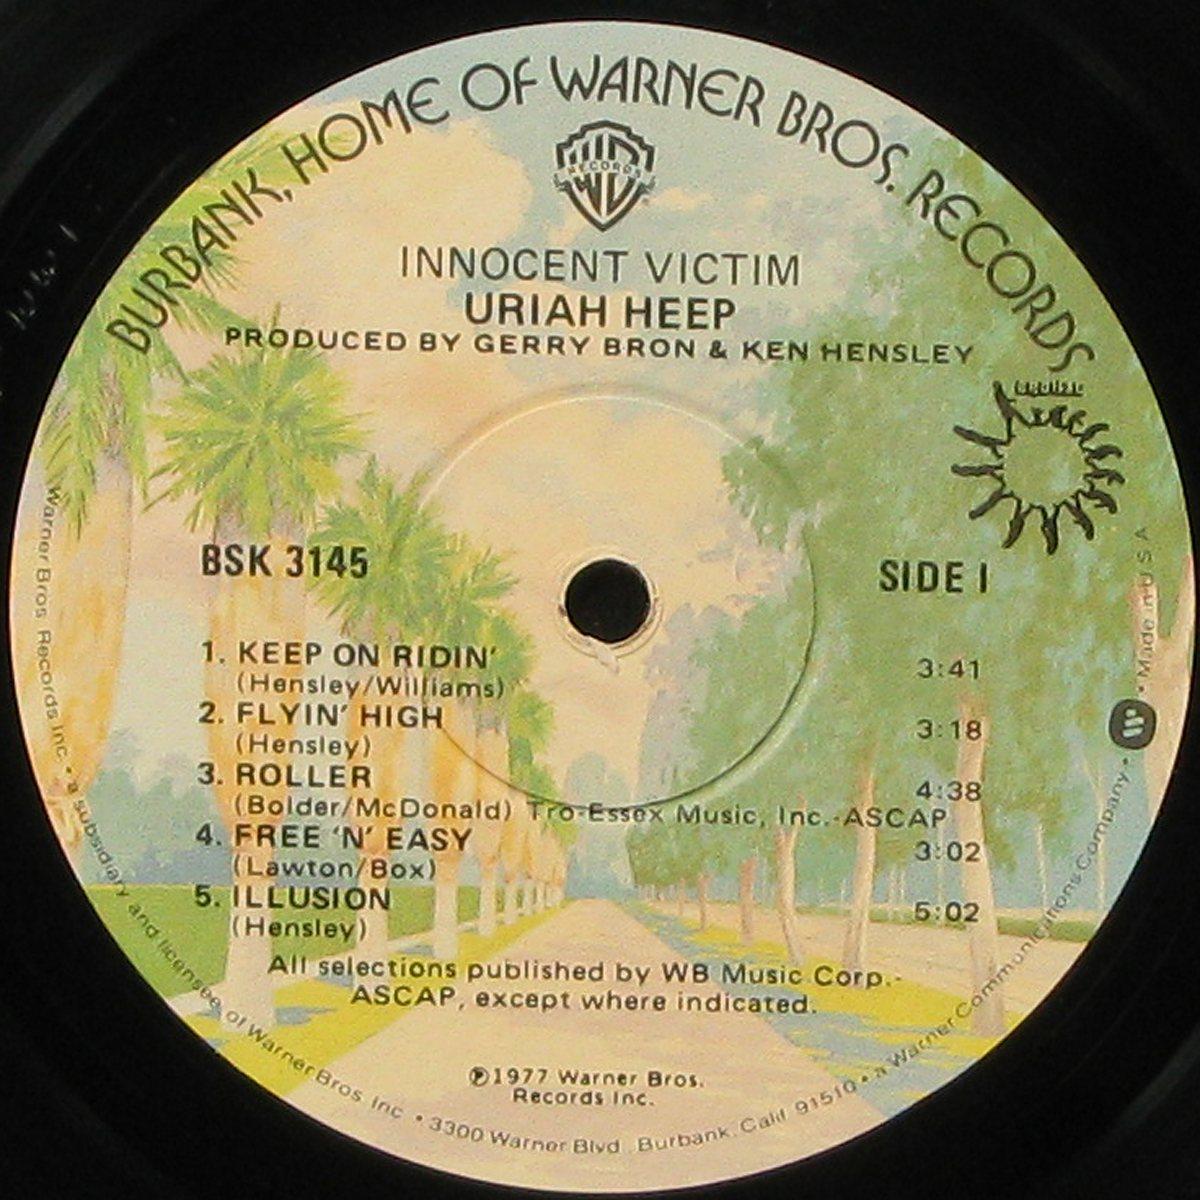 BURBANK, HOME OF WARNER BROS. RECORDS
WB
RECORDS
INNOCENT VICTIM
URIAH HEEP
PRODUCED BY GERRY BRON & KEN HENSLEY
BRONZE
BSK 3145
SIDE I
1. KEEP ON RIDIN' 3:41
(Hensley/Williams)
2. FLYIN' HIGH 3:18
(Hensley)
3. ROLLER 4:38
(Bolder/McDonald) Tro-Essex Music, Inc.-ASCAP
4. FREE 'N' EASY 3:02
(Lawton/Box)
5. ILLUSION 5:02
(Hensley)
All selections published by WB Music Corp.-
ASCAP, except where indicated.
℗1977 Warner Bros.
Records Inc.
Warner Bros. Records Inc. • a subsidiary and licensee of Warner Bros. Inc. • 3300 Warner Blvd., Burbank, Calif. 91510 • a Warner Communications Company • W • Made in U S A